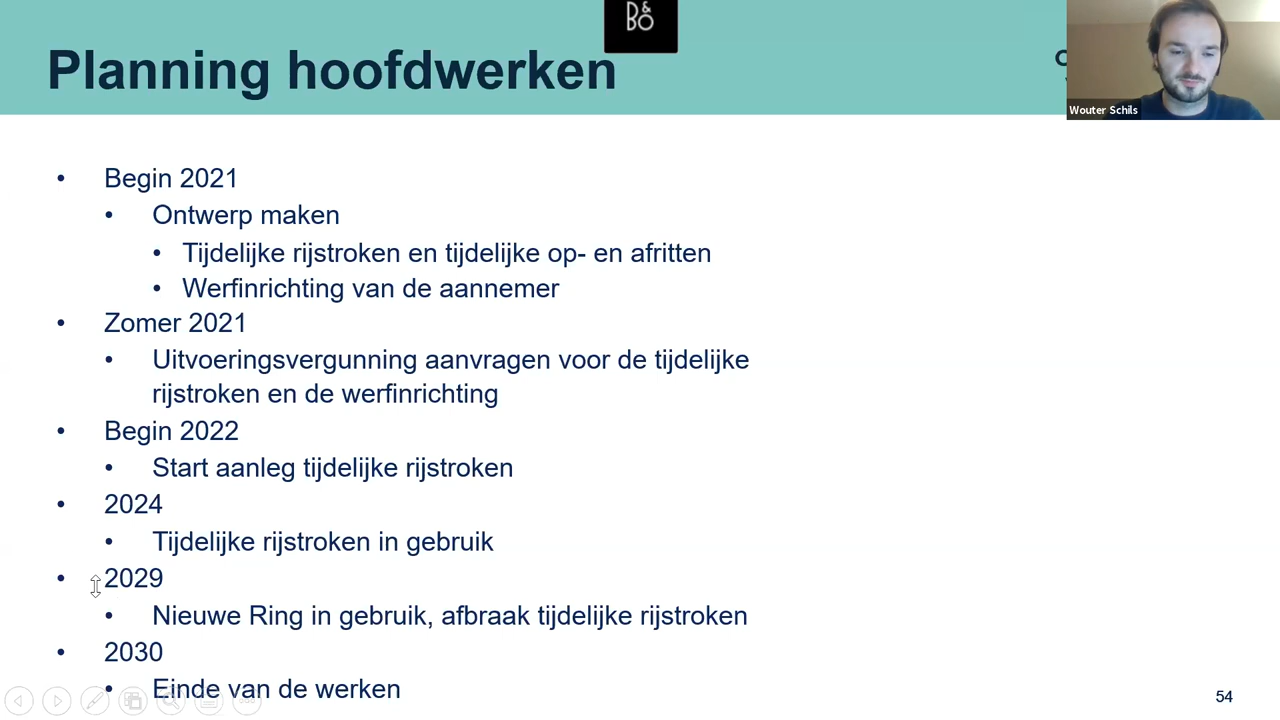 D&
BO
Planning hoofdwerken
Wouter Schils
• Begin 2021
• Ontwerp maken
• Tijdelijke rijstroken en tijdelijke op- en afritten
• Werfinrichting van de aannemer
• Zomer 2021
• Uitvoeringsvergunning aanvragen voor de tijdelijke
rijstroken en de werfinrichting
• Begin 2022
• Start aanleg tijdelijke rijstroken
• 2024
• Tijdelijke rijstroken in gebruik
• 2029
• Nieuwe Ring in gebruik, afbraak tijdelijke rijstroken
• 2030
• Einde van de werken
54